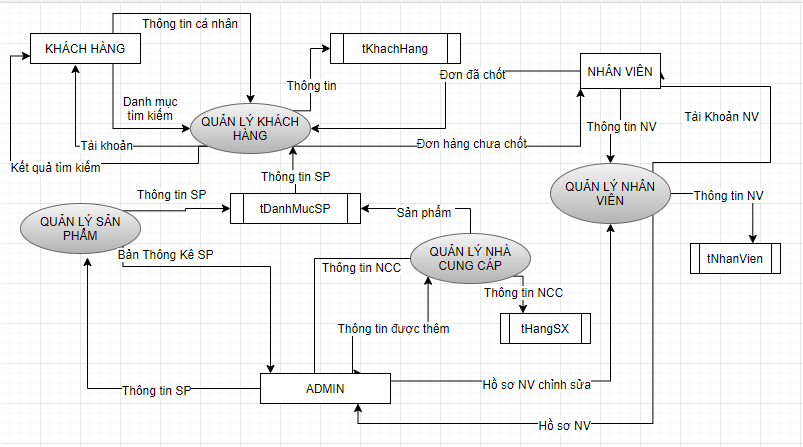 Thông tin cá nhân
KHÁCH HÀNG
tKhachHang
Đơn đã chốt
NHÂN VIÊN
Thông tin
Danh mục
tìm kiếm
QUẢN LÝ KHÁCH
HÀNG
Thông tin NV
Tải Khoản NV
Tải khoản
Đơn hàng chưa chốt
Kết quả tìm kiếm
Thông tin SP
QUẢN LÝ NHÂN
VIÊN
Thông tin SP
Thông tin NV
tDanhMucSP
Sản phẩm
QUẢN LÝ SẢN
PHẨM
Bản Thống Kê SP
QUẢN LÝ NHÀ
CUNG CẤP
Thông tin NCC
tNhanVien
Thông tin NCC
tHangSX
Thông tin được thêm
Thông tin SP
ADMIN
Hồ sơ NV chỉnh sửa
Hồ sơ NV